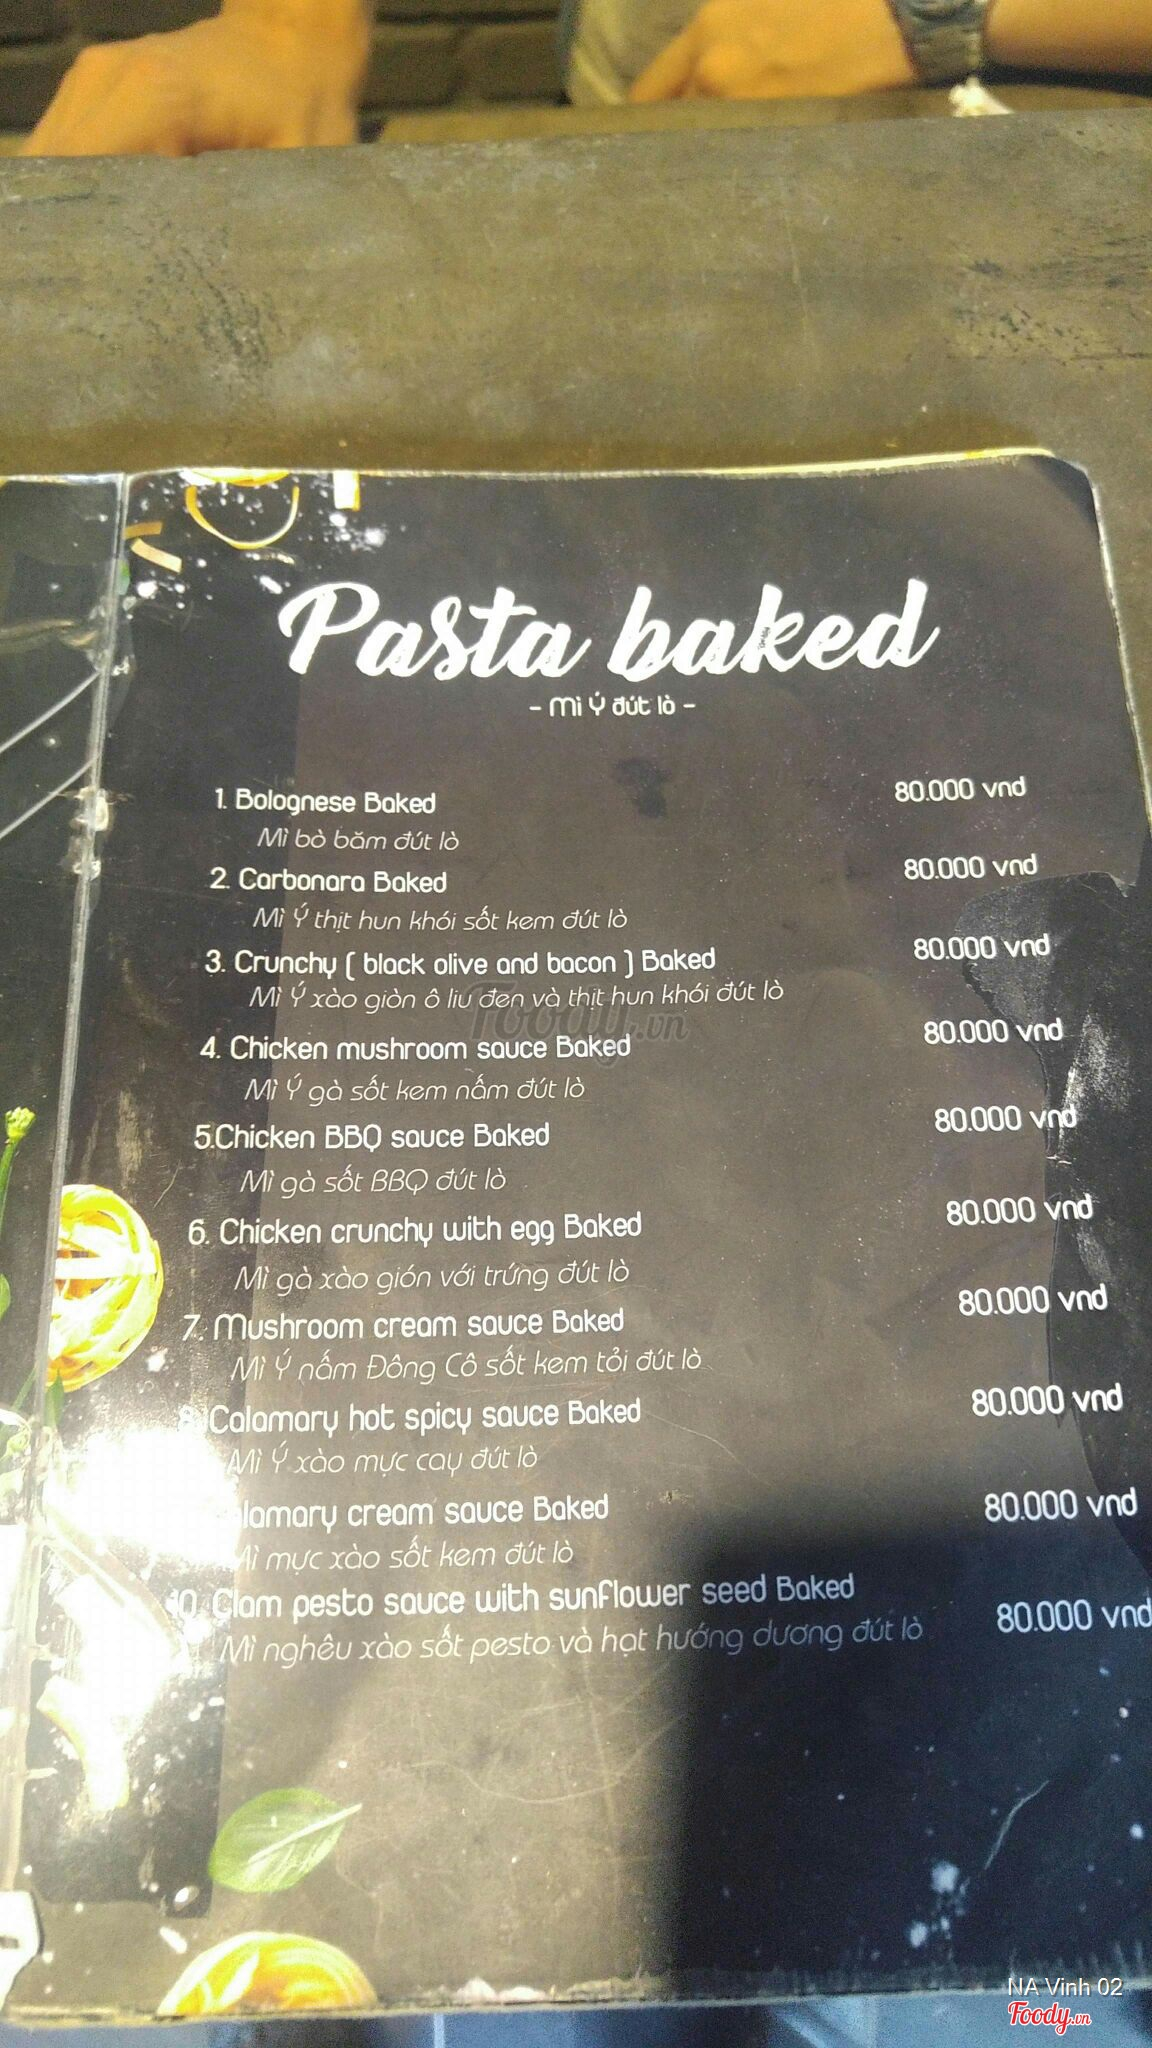 Pasta baked
- Mì Ý đút lò -
1. Bolognese Baked 80.000 vnd
Mì bò băm đút lò
2. Carbonara Baked 80.000 vnd
Mì Ý thịt hun khói sốt kem đút lò
3. Crunchy ( black olive and bacon ) Baked 80.000 vnd
Mì Ý xào giòn ô liu đen và thịt hun khói đút lò
Foody.vn
4. Chicken mushroom sauce Baked 80.000 vnd
Mì Ý gà sốt kem nấm đút lò
5.Chicken BBQ sauce Baked 80.000 vnd
Mì gà sốt BBQ đút lò
6. Chicken crunchy with egg Baked 80.000 vnd
Mì gà xào gión với trứng đút lò
7. Mushroom cream sauce Baked 80.000 vnd
Mì Ý nấm Đông Cô sốt kem tỏi đút lò
8. Calamary hot spicy sauce Baked 80.000 vnd
Mì Ý xào mực cay đút lò
cream sauce Baked 80.000 vnd
Mì mực xào sốt kem đút lò
10. Clam pesto sauce with sunflower seed Baked 80.000 vnd
Mì nghêu xào sốt pesto và hạt hướng dương đút lò
NA Vinh 02
Foody.vn